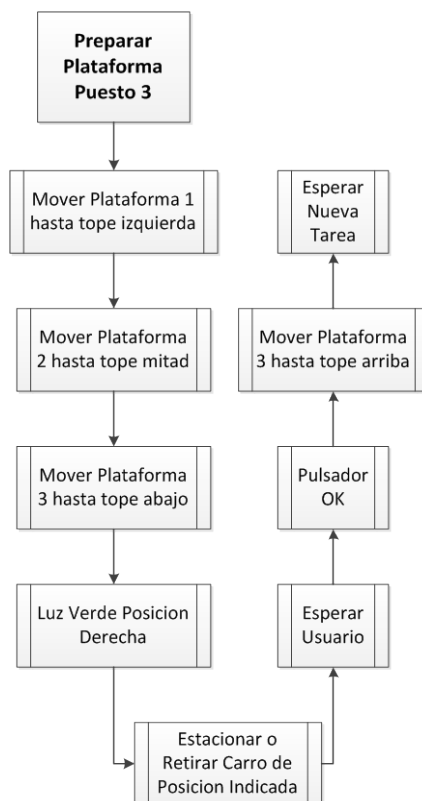 Preparar
Plataforma
Puesto 3
Mover Plataforma 1
hasta tope izquierda
Mover Plataforma
2 hasta tope mitad
Mover Plataforma
3 hasta tope abajo
Luz Verde Posicion
Derecha
Estacionar o
Retirar Carro de
Posicion Indicada
Esperar
Usuario
Pulsador
OK
Mover Plataforma
3 hasta tope arriba
Esperar
Nueva
Tarea